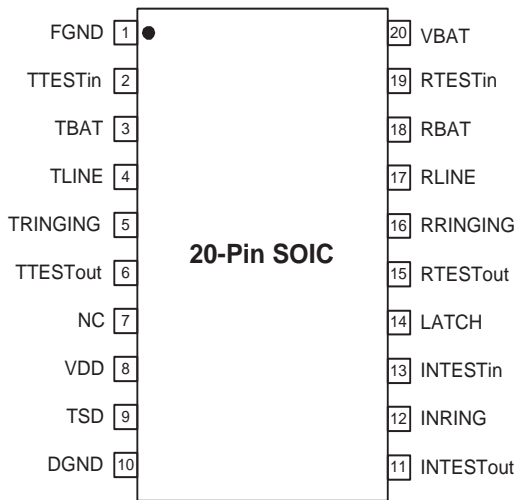 FGND 1 20 VBAT
TTESTin 2 19 RTESTin
TBAT 3 18 RBAT
TLINE 4 17 RLINE
TRINGING 5 16 RRINGING
20-Pin SOIC
TTESTout 6 15 RTESTout
NC 7 14 LATCH
VDD 8 13 INTESTin
TSD 9 12 INRING
DGND 10 11 INTESTout